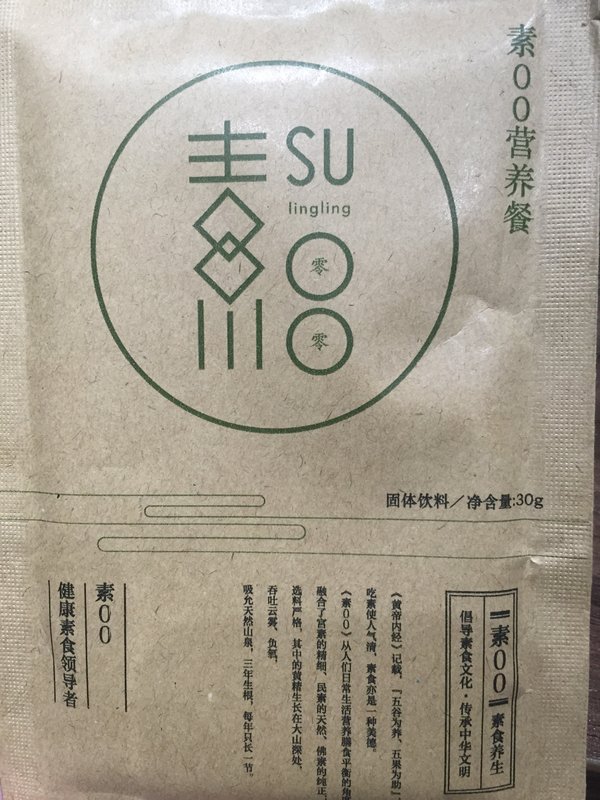 素00营养餐
素
SU
lingling
零
零
固体饮料／净含量:30g
素00
素食养生
倡导素食文化·传承中华文明
《黄帝内经》记载，『五谷为养、五果为助』
吃素使人气清，素食亦是一种美德。
《素00》从人们日常生活营养膳食平衡的角度
融合了宫素的精细、民素的天然、佛素的纯正，
选料严格，其中的黄精生长在大山深处，
吞吐云雾、负氧，
吸允天然山泉，三年生根，每年只长一节。
素00
健康素食领导者